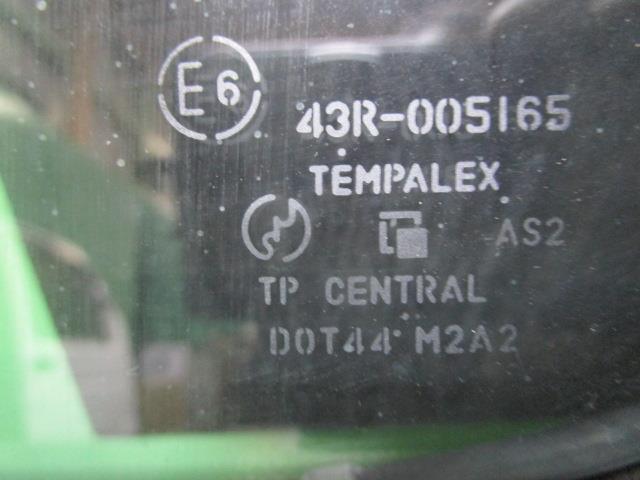 E6
43R-005165
TEMPALEX
AS2
TP CENTRAL
DOT44 M2A2